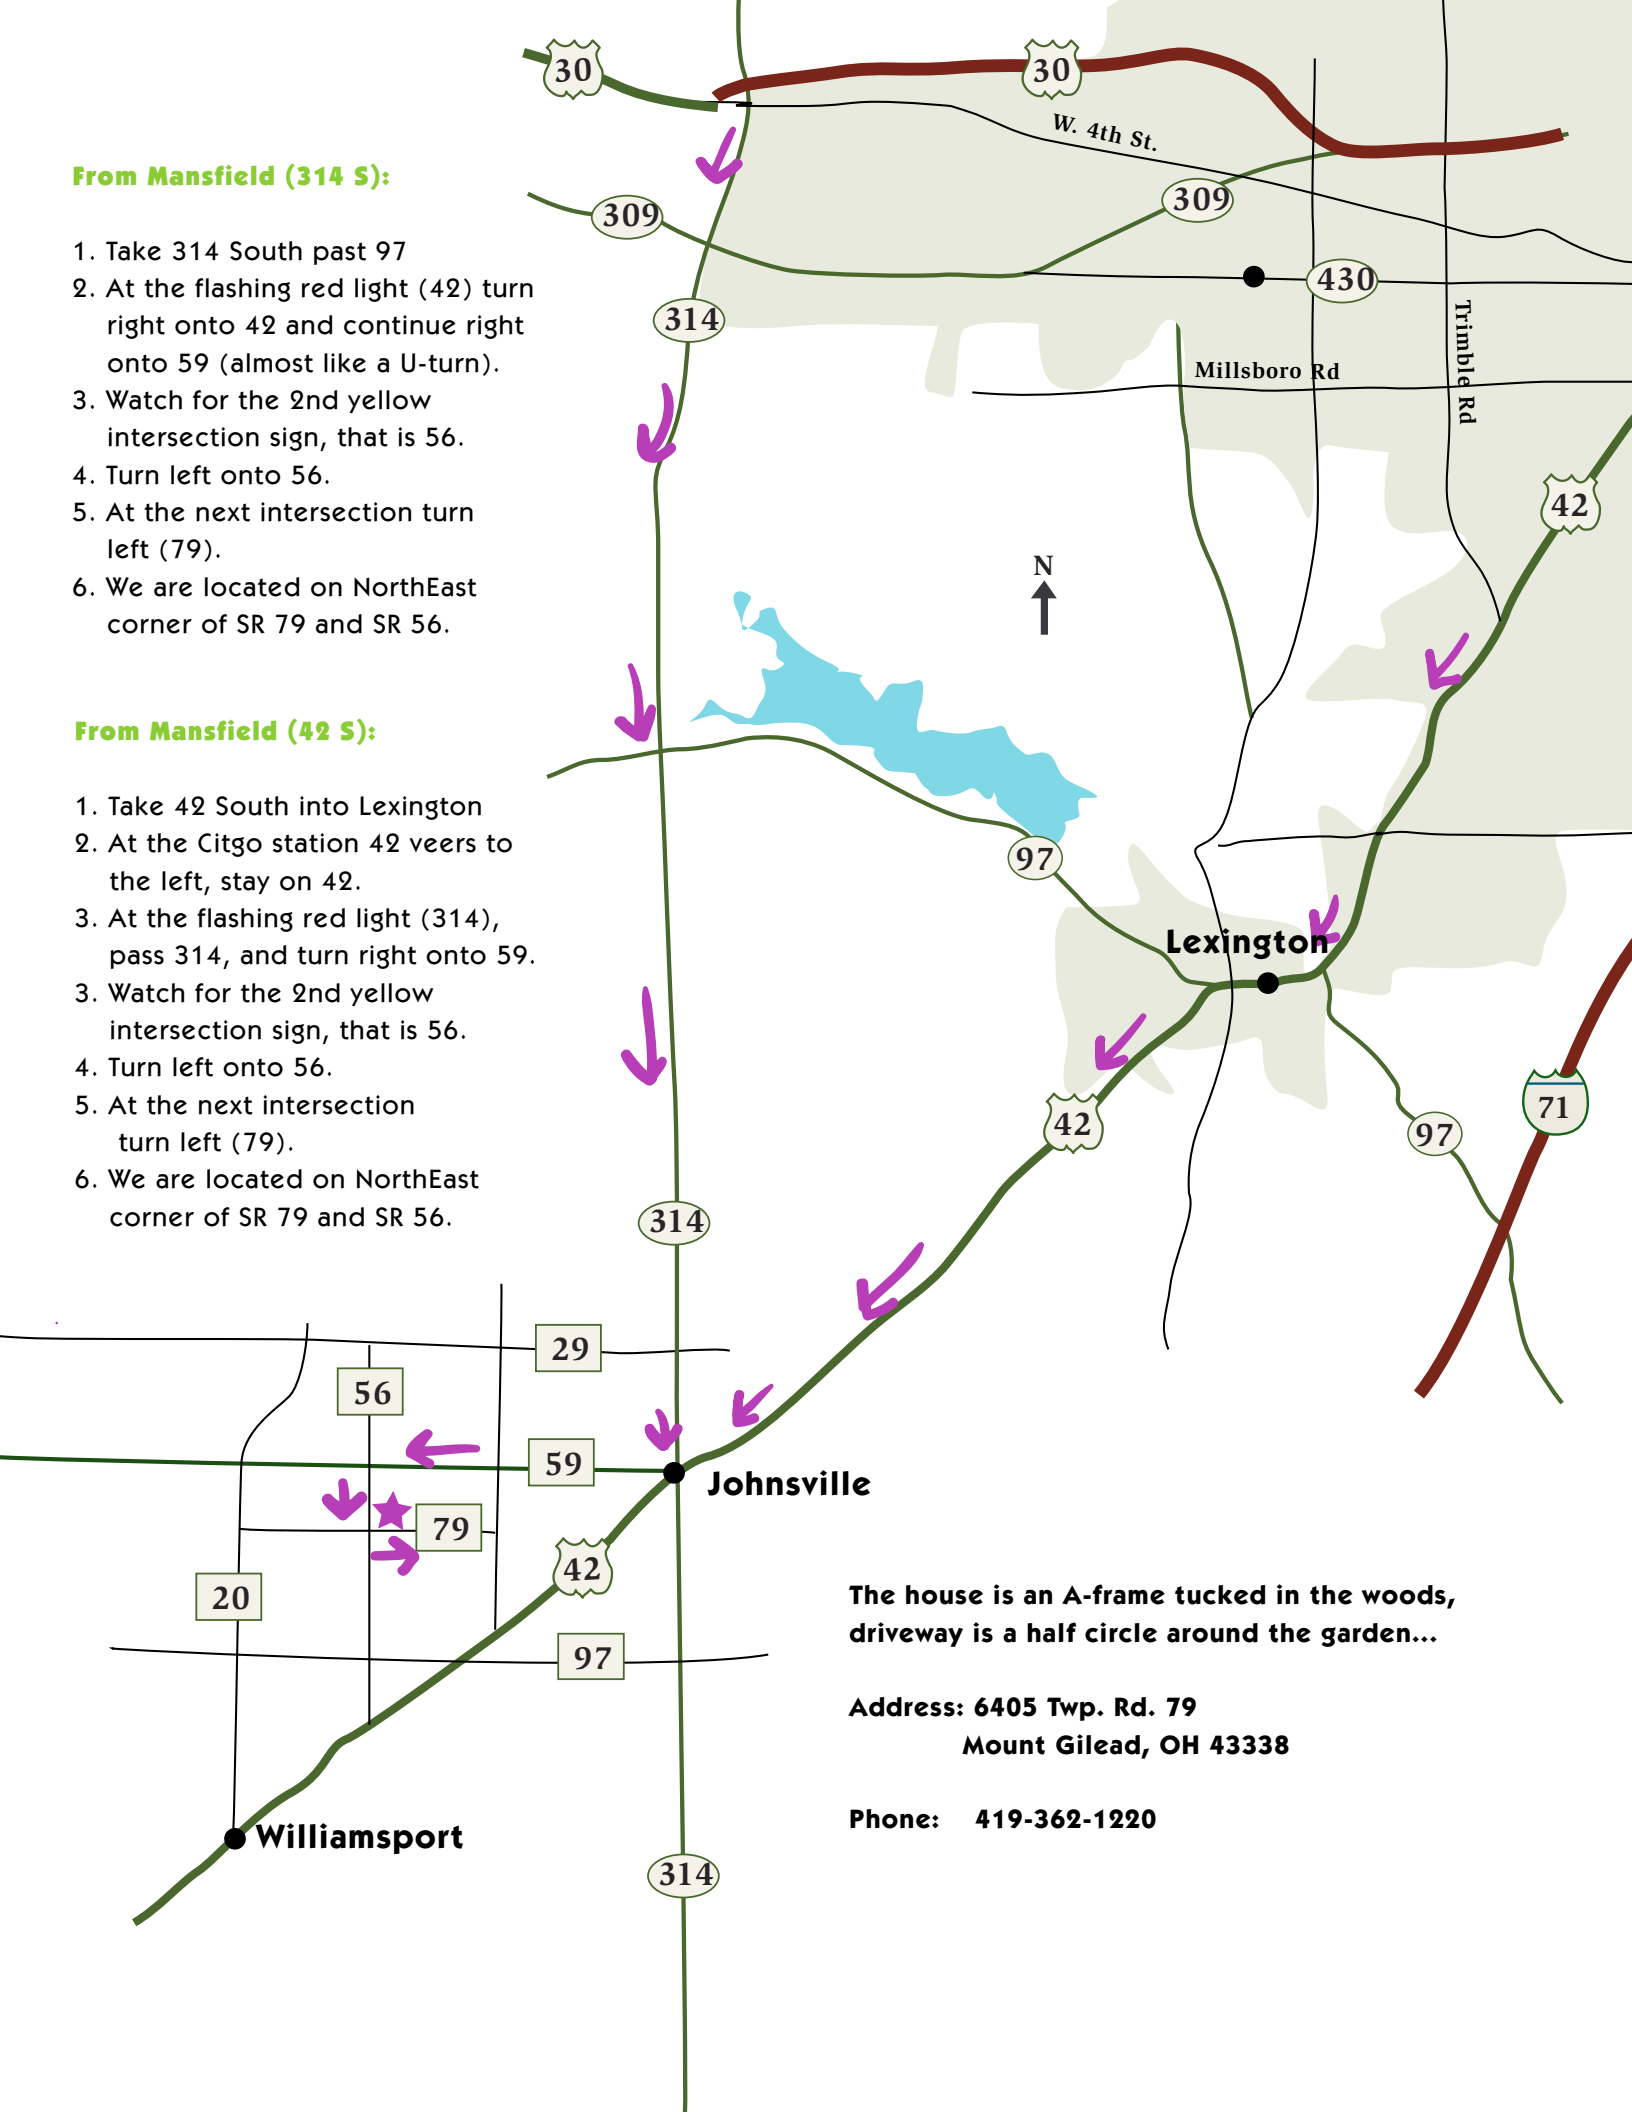 30
30
W. 4th St.
From Mansfield (314 S):
309
309
1. Take 314 South past 97
2. At the flashing red light (42) turn
right onto 42 and continue right
onto 59 (almost like a U-turn).
3. Watch for the 2nd yellow
intersection sign, that is 56.
4. Turn left onto 56.
5. At the next intersection turn
left (79).
6. We are located on NorthEast
corner of SR 79 and SR 56.
430
314
Trimble Rd
Millsboro Rd
42
N
From Mansfield (42 S):
1. Take 42 South into Lexington
2. At the Citgo station 42 veers to
the left, stay on 42.
3. At the flashing red light (314),
pass 314, and turn right onto 59.
3. Watch for the 2nd yellow
intersection sign, that is 56.
4. Turn left onto 56.
5. At the next intersection
turn left (79).
6. We are located on NorthEast
corner of SR 79 and SR 56.
97
Lexington
71
42
97
314
29
56
59
Johnsville
79
42
20
97
The house is an A-frame tucked in the woods,
driveway is a half circle around the garden...
Address: 6405 Twp. Rd. 79
Mount Gilead, OH 43338
Phone: 419-362-1220
Williamsport
314